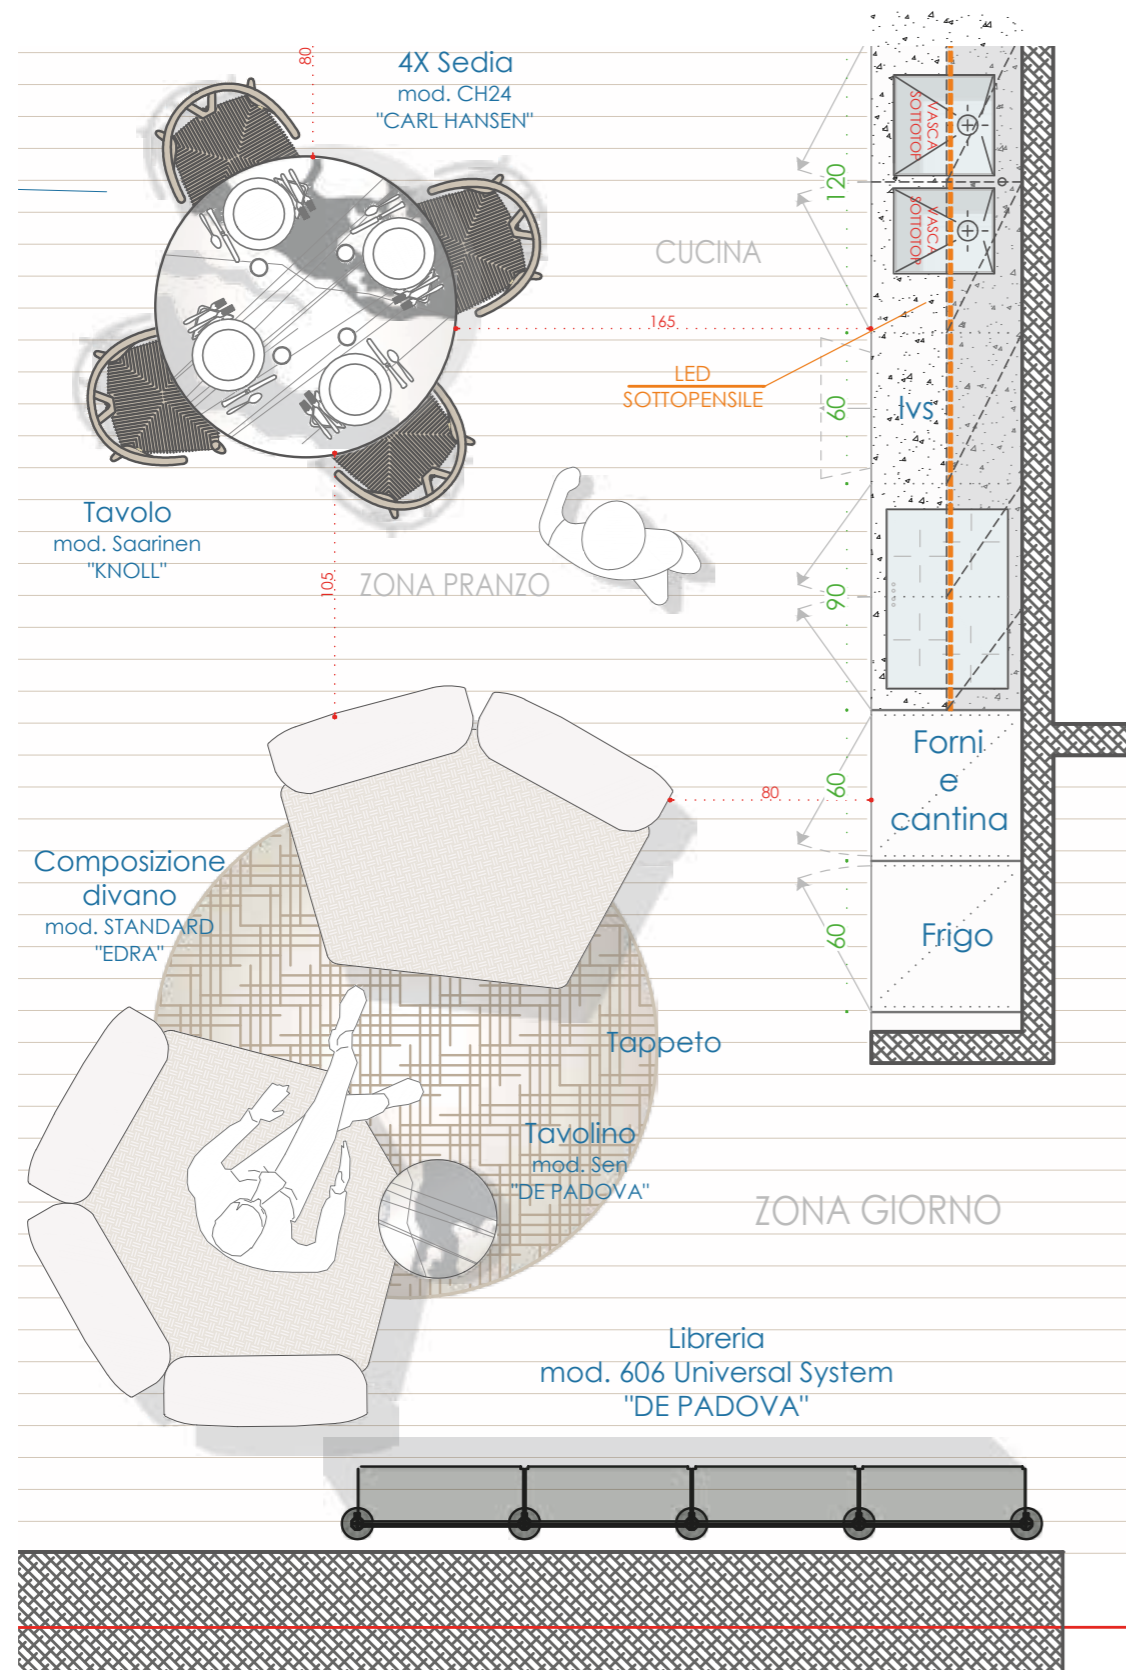 80
4X Sedia
mod. CH24
"CARL HANSEN"
VASCA
SOTTOTOP
120
VASCA
SOTTOTOP
CUCINA
165
LED
SOTTOPENSILE
60
lvs
Tavolo
mod. Saarinen
"KNOLL"
105
ZONA PRANZO
90
Forni
e
cantina
80
60
Composizione
divano
mod. STANDARD
"EDRA"
60
Frigo
Tappeto
Tavolino
mod. Sen
"DE PADOVA"
ZONA GIORNO
Libreria
mod. 606 Universal System
"DE PADOVA"